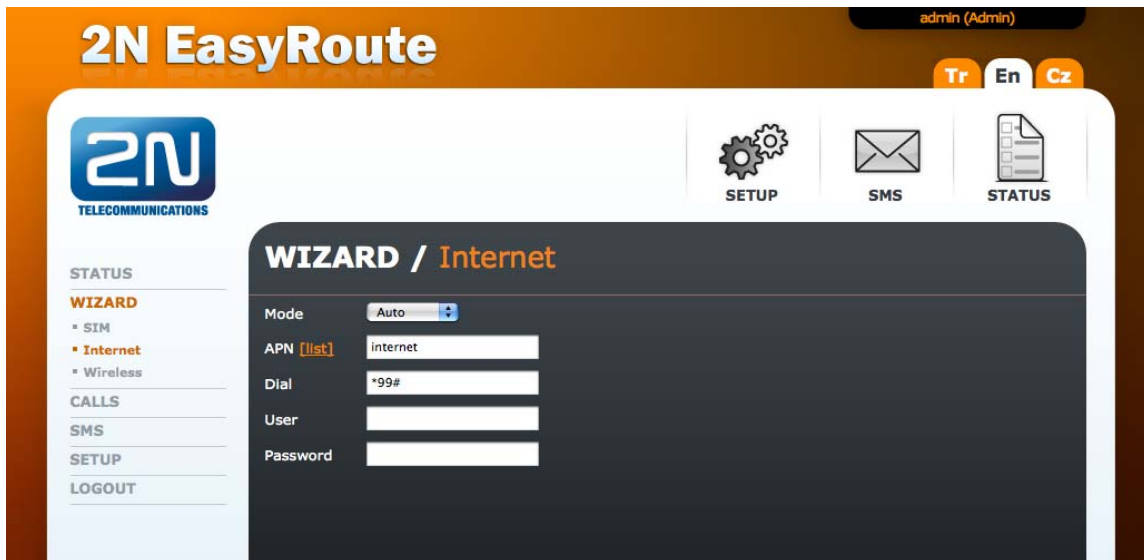 admin (Admin)
2N EasyRoute
Tr En Cz
2N
TELECOMMUNICATIONS
SETUP SMS STATUS
WIZARD / Internet
STATUS
WIZARD
SIM
Internet
Wireless
CALLS
SMS
SETUP
LOGOUT
Mode Auto
APN [list] internet
Dial *99#
User
Password